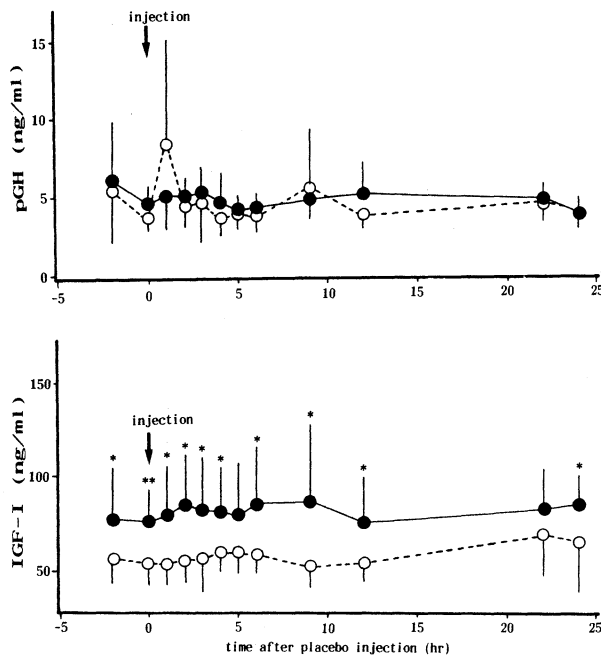 injection
15
10
5
0
pGH (ng/ml)
-5 0 5 10 15 20 25
150
100
50
IGF-I (ng/ml)
injection
* ** * * * * * * * *
-5 0 5 10 15 20 25
time after placebo injection (hr)